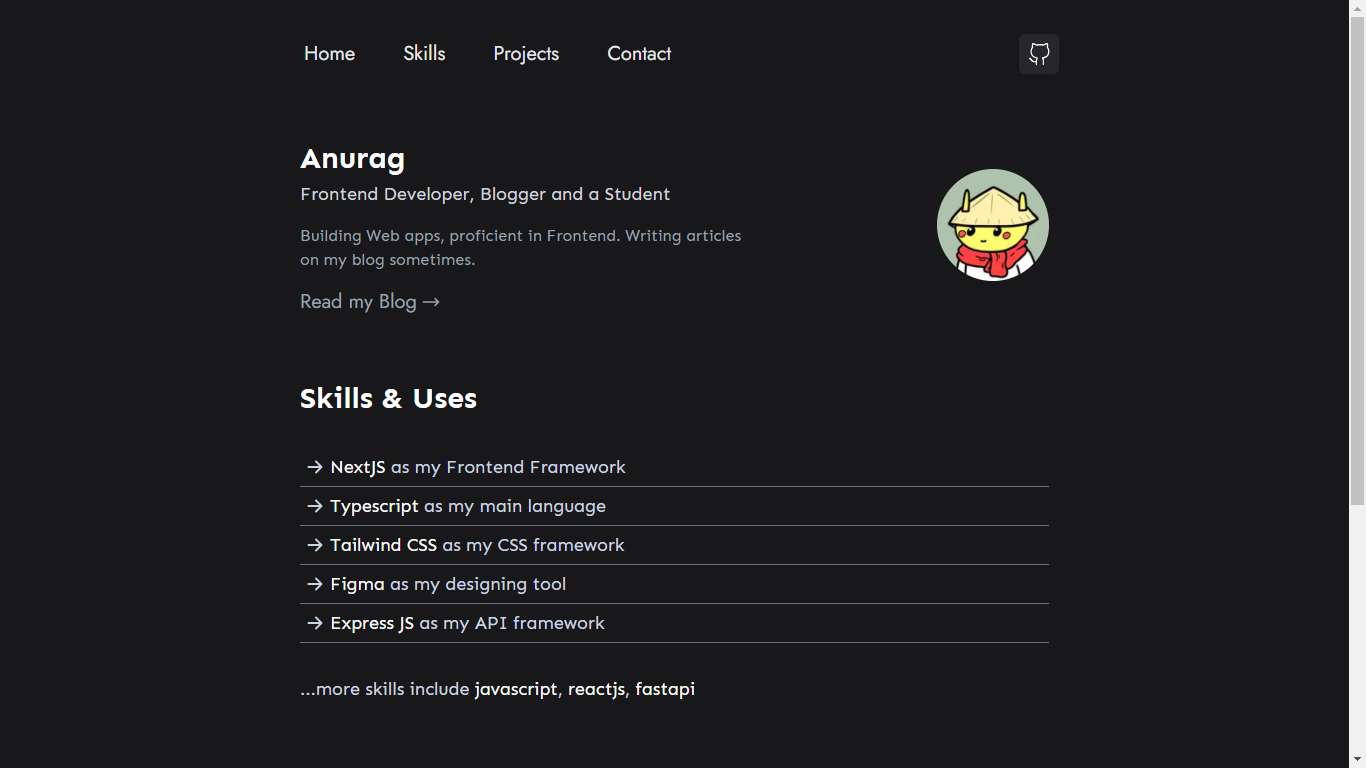 Home Skills Projects Contact
Anurag
Frontend Developer, Blogger and a Student
Building Web apps, proficient in Frontend. Writing articles
on my blog sometimes.
Read my Blog →
Skills & Uses
→ NextJS as my Frontend Framework
→ Typescript as my main language
→ Tailwind CSS as my CSS framework
→ Figma as my designing tool
→ Express JS as my API framework
...more skills include javascript, reactjs, fastapi